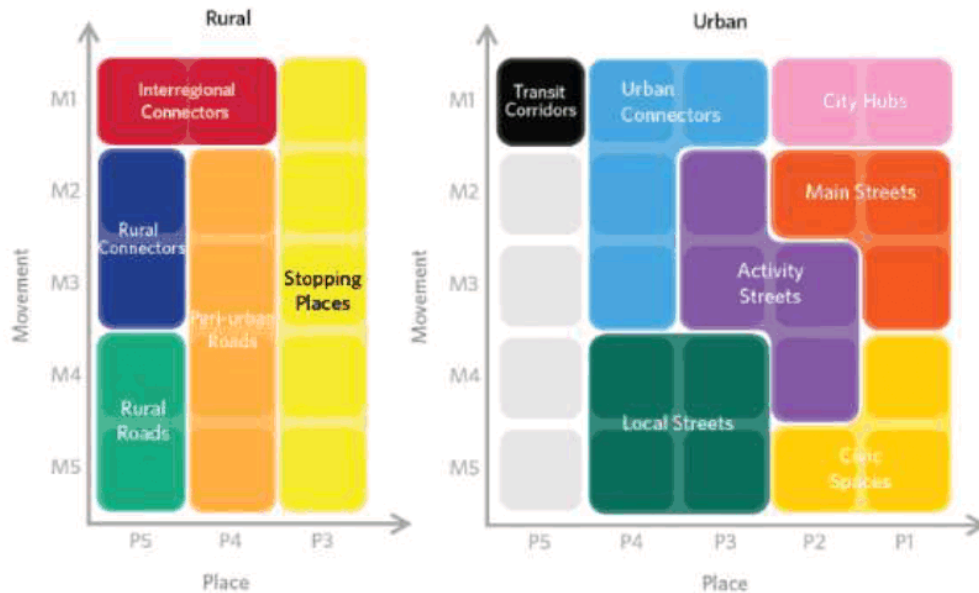 Rural
M1
M2
M3
M4
M5
Movement
Interregional
Connectors
Rural
Connectors
Peri-urban
Roads
Stopping
Places
Rural
Roads
P5
P4
P3
Place
Urban
M1
M2
M3
M4
M5
Movement
Transit
Corridors
Urban
Connectors
City Hubs
Main Streets
Activity
Streets
Local Streets
Civic
Spaces
P5
P4
P3
P2
P1
Place